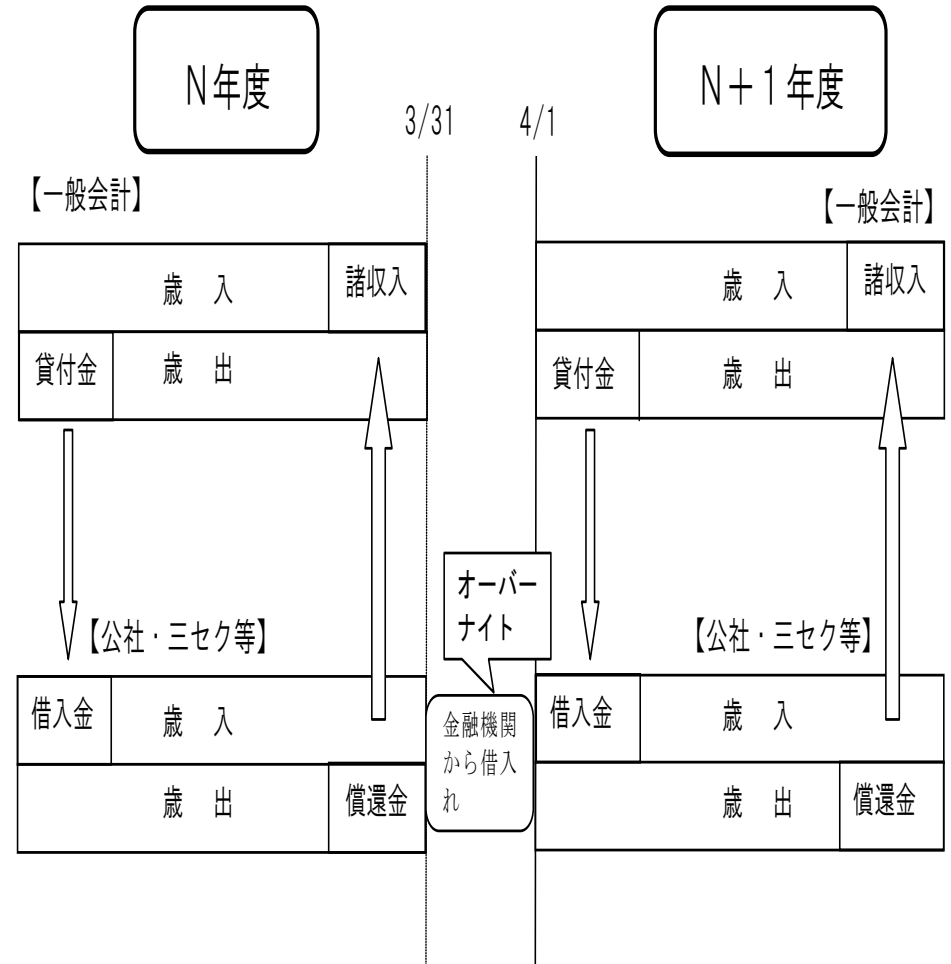 N年度
N＋1年度
3/31
4/1
【一般会計】
【一般会計】
歳 入
諸収入
歳 入
諸収入
貸付金
歳 出
貸付金
歳 出
オーバー
ナイト
【公社・三セク等】
【公社・三セク等】
借入金
歳 入
金融機関
から借入
れ
借入金
歳 入
歳 出
償還金
歳 出
償還金